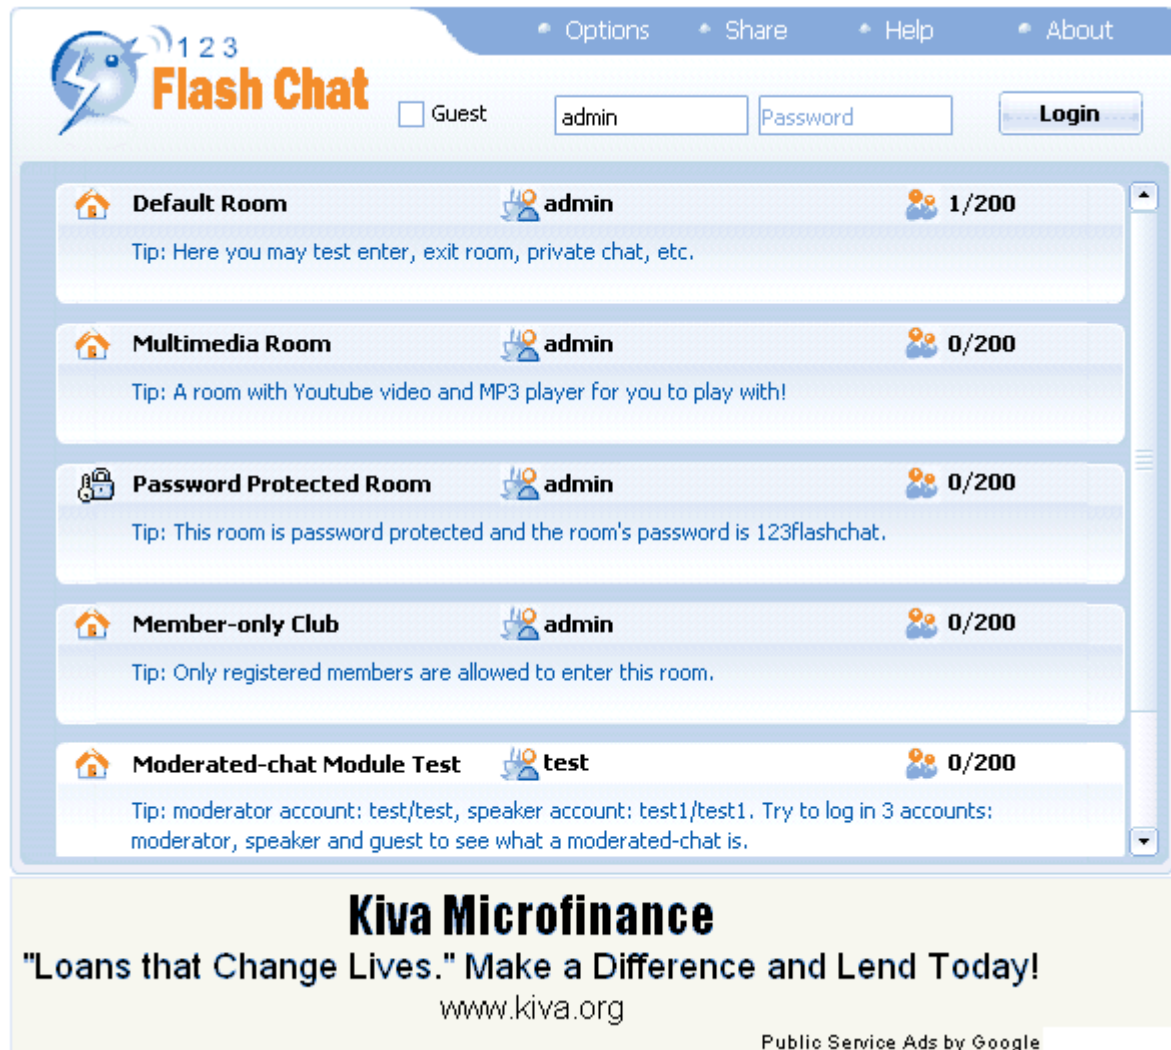 Options Share Help About
123
Flash Chat
Guest admin Password Login
Default Room admin 1/200
Tip: Here you may test enter, exit room, private chat, etc.
Multimedia Room admin 0/200
Tip: A room with Youtube video and MP3 player for you to play with!
Password Protected Room admin 0/200
Tip: This room is password protected and the room's password is 123flashchat.
Member-only Club admin 0/200
Tip: Only registered members are allowed to enter this room.
Moderated-chat Module Test test 0/200
Tip: moderator account: test/test, speaker account: test1/test1. Try to log in 3 accounts:
moderator, speaker and guest to see what a moderated-chat is.
Kiva Microfinance
"Loans that Change Lives." Make a Difference and Lend Today!
www.kiva.org
Public Service Ads by Google